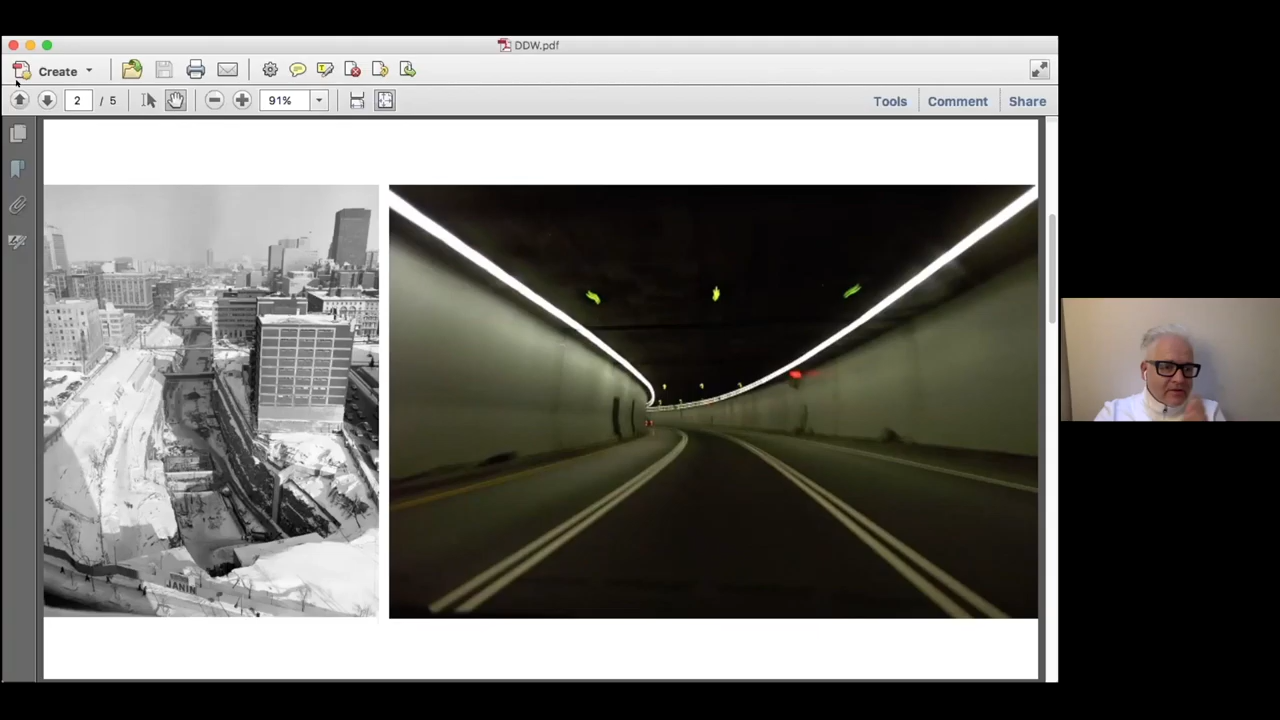 DDW.pdf
Create
2 / 5
91%
Tools
Comment
Share
JANIN